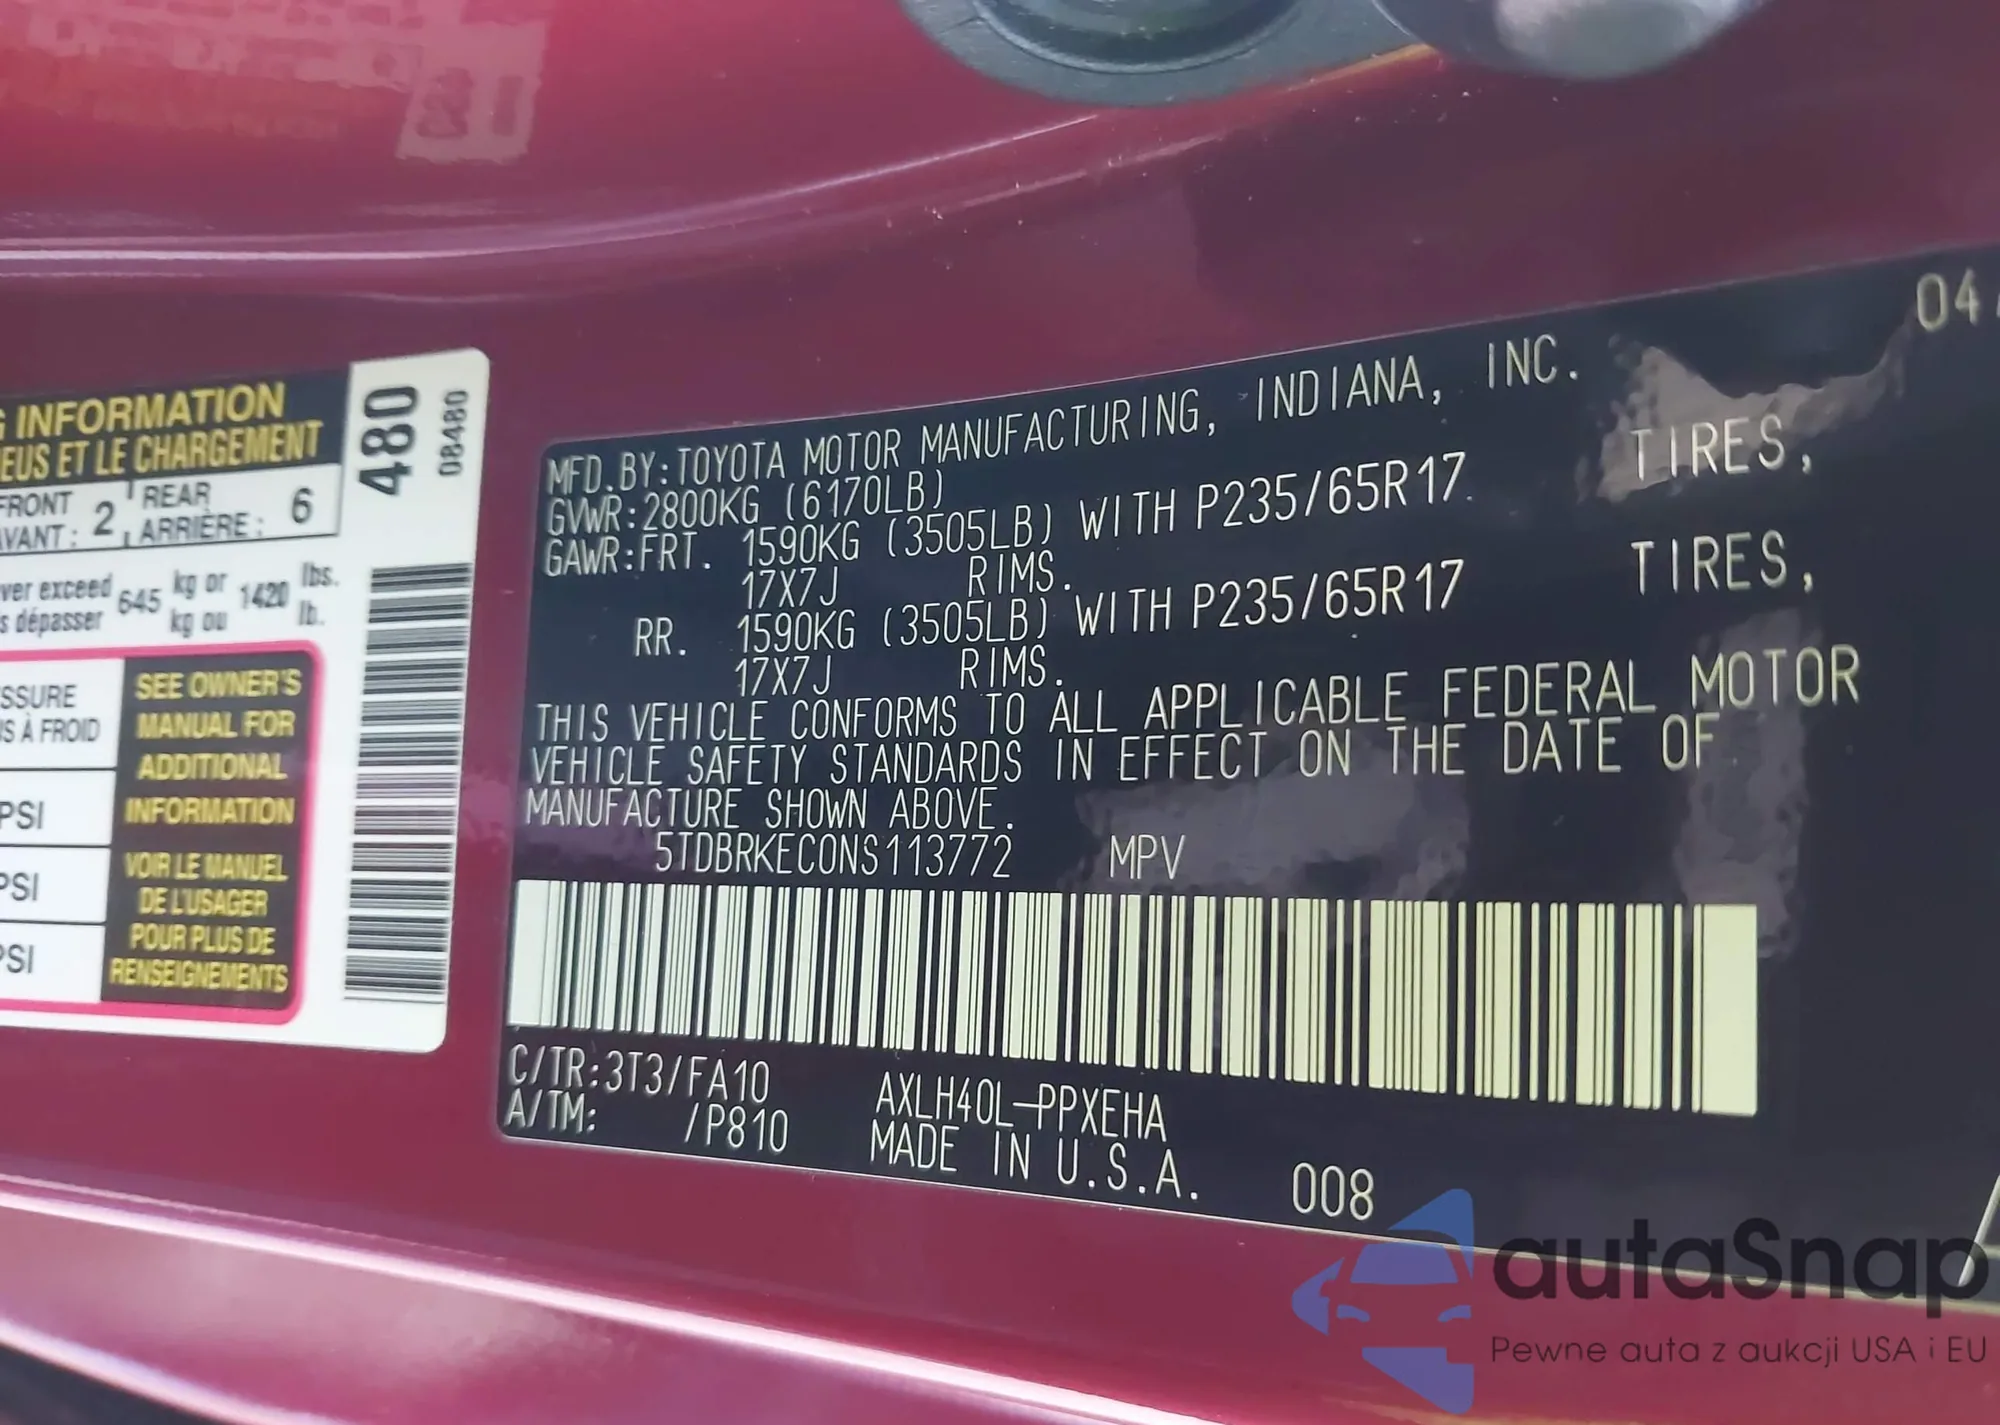 G INFORMATION
EUS ET LE CHARGEMENT
FRONT 2 REAR 6
AVANT : ARRIÈRE :
ver exceed 645 kg or 1420 lbs.
s dépasser kg ou lb.
SSURE
S À FROID
PSI
PSI
PSI
SEE OWNER'S
MANUAL FOR
ADDITIONAL
INFORMATION
VOIR LE MANUEL
DE L'USAGER
POUR PLUS DE
RENSEIGNEMENTS
480
08480
04
MFD.BY:TOYOTA MOTOR MANUFACTURING, INDIANA, INC.
GVWR:2800KG (6170LB)
GAWR:FRT. 1590KG (3505LB) WITH P235/65R17 TIRES,
17X7J RIMS.
RR. 1590KG (3505LB) WITH P235/65R17 TIRES,
17X7J RIMS.
THIS VEHICLE CONFORMS TO ALL APPLICABLE FEDERAL MOTOR
VEHICLE SAFETY STANDARDS IN EFFECT ON THE DATE OF
MANUFACTURE SHOWN ABOVE.
5TDBRKEC0NS113772 MPV
C/TR:3T3/FA10 AXLH40L-PPXEHA
A/TM: /P810 MADE IN U.S.A. 008
autaSnap
Pewne auta z aukcji USA i EU